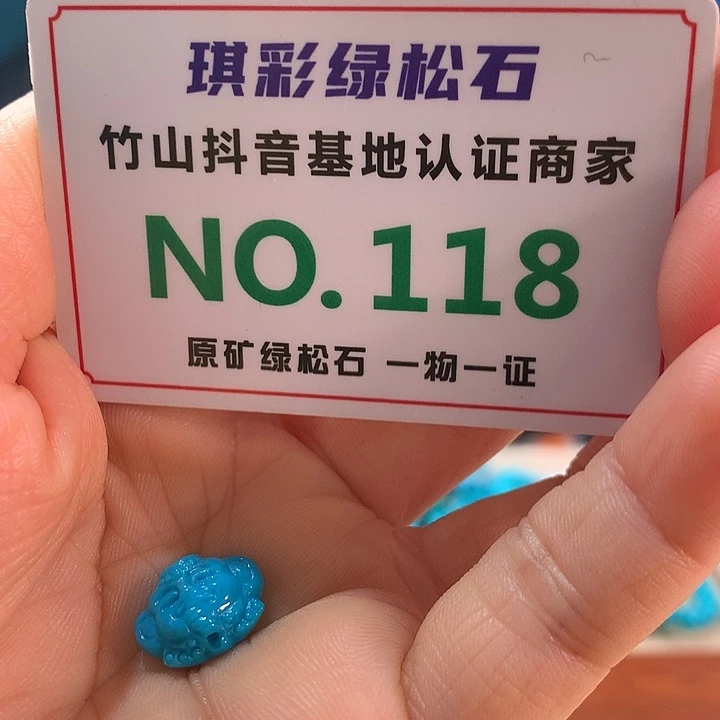 琪彩绿松石
竹山抖音基地认证商家
NO.118
原矿绿松石 一物一证